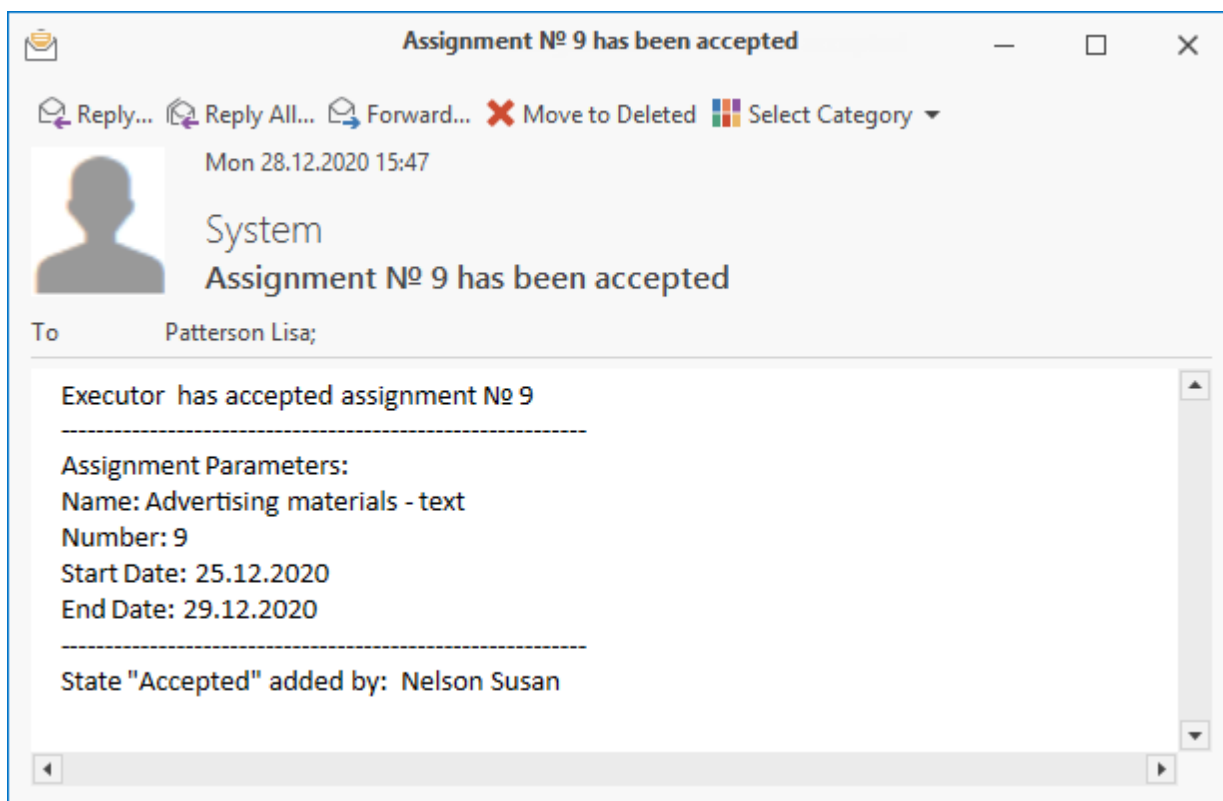 Assignment № 9 has been accepted
Reply... Reply All... Forward... Move to Deleted Select Category
Mon 28.12.2020 15:47
System
Assignment № 9 has been accepted
To Patterson Lisa;
Executor  has accepted assignment № 9
------------------------------------------------------------
Assignment Parameters:
Name: Advertising materials - text
Number: 9
Start Date: 25.12.2020
End Date: 29.12.2020
------------------------------------------------------------
State "Accepted" added by:  Nelson Susan